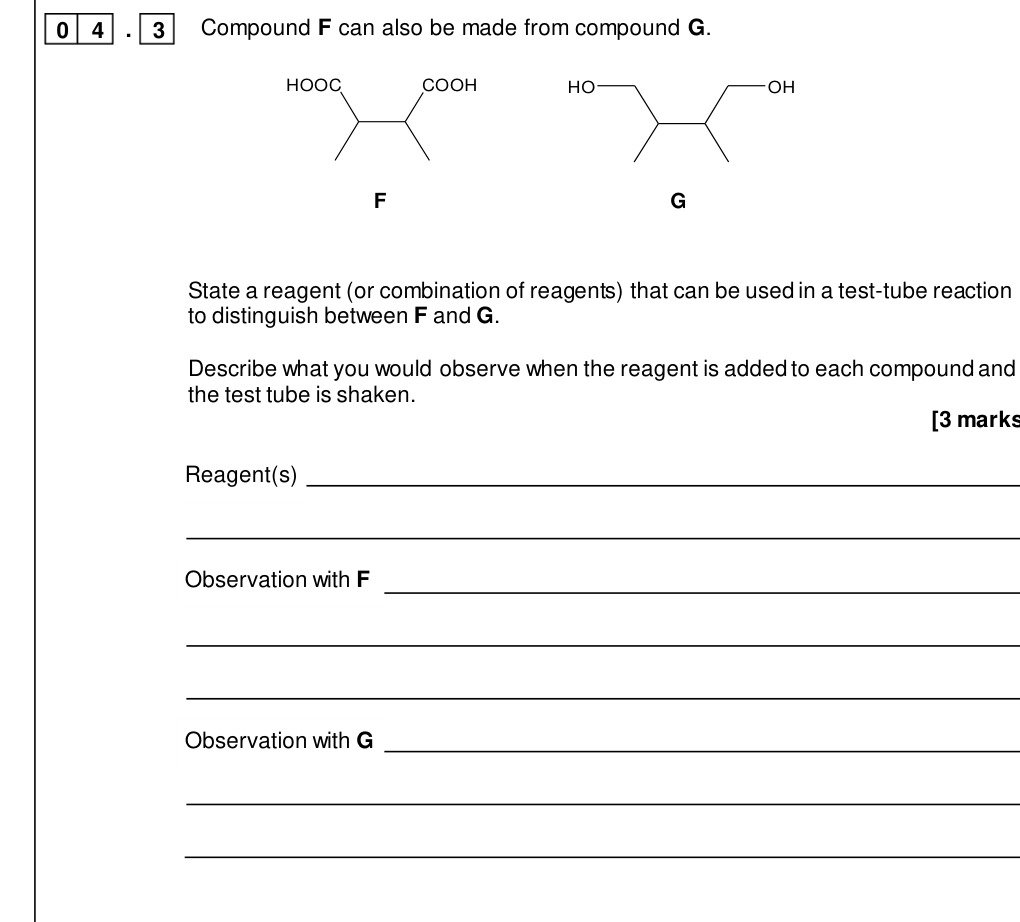 0 4 . 3 Compound F can also be made from compound G.
HOOC COOH HO OH
F G
State a reagent (or combination of reagents) that can be used in a test-tube reaction
to distinguish between F and G.
Describe what you would observe when the reagent is added to each compound and
the test tube is shaken.
[3 marks
Reagent(s)
Observation with F
Observation with G